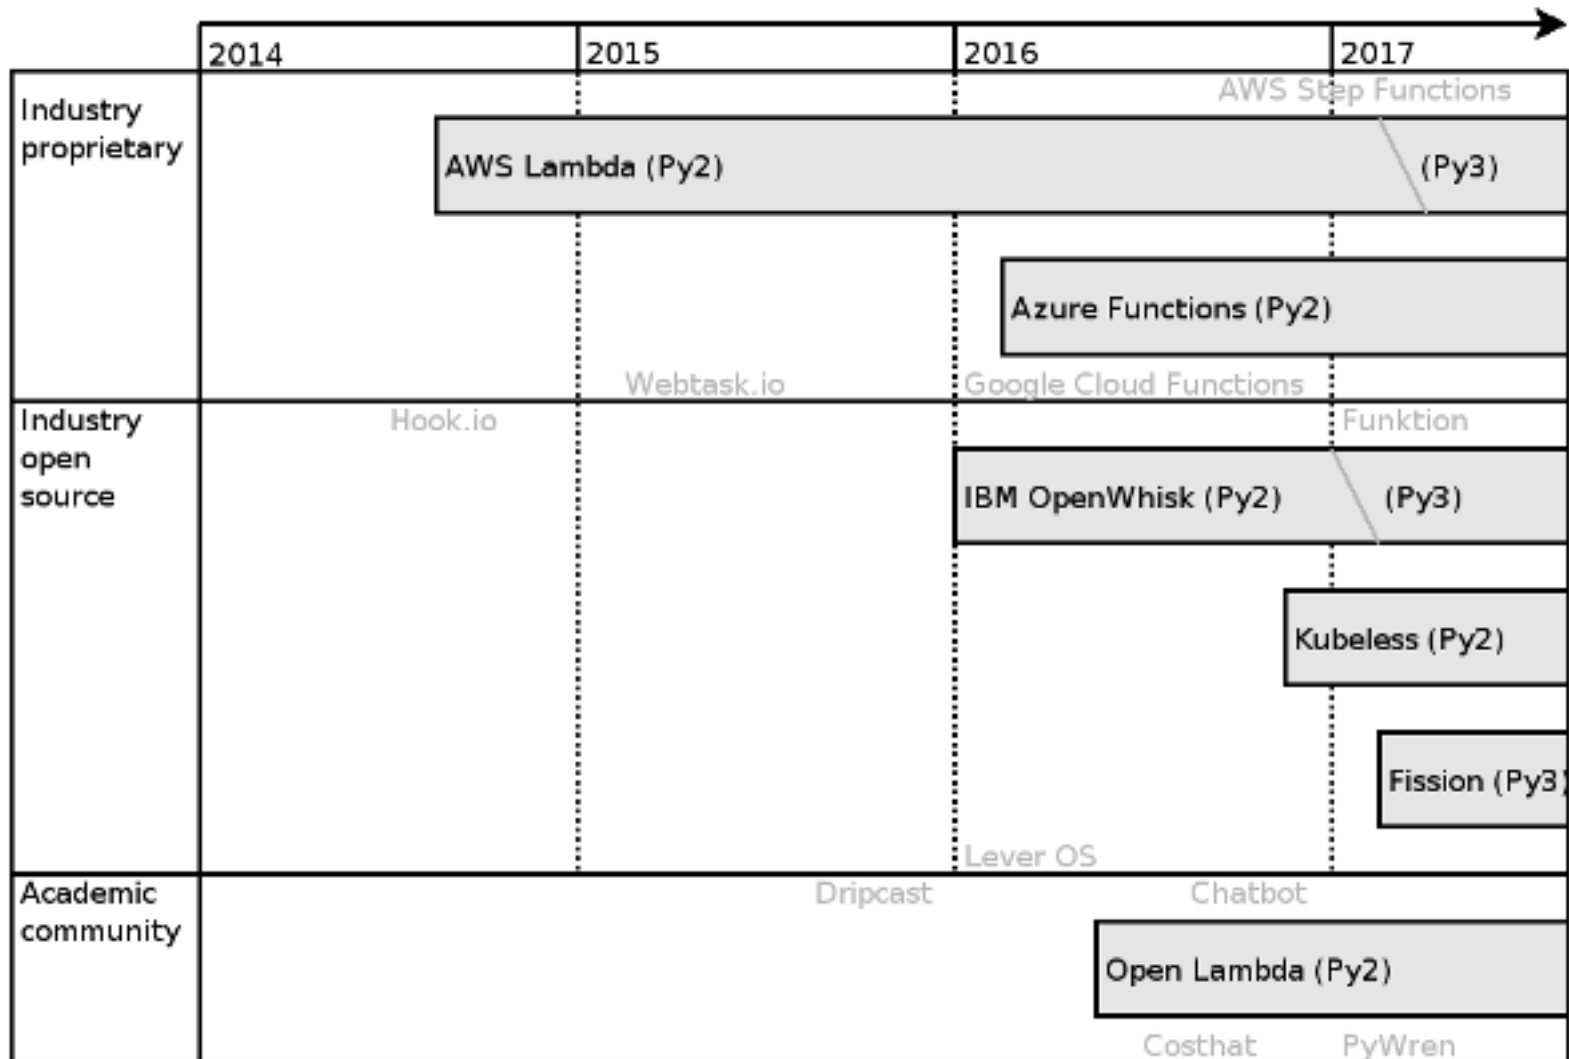 2014
2015
2016
2017
Industry
proprietary
AWS Step Functions
AWS Lambda (Py2)
(Py3)
Azure Functions (Py2)
Webtask.io
Google Cloud Functions
Industry
open
source
Hook.io
Funktion
IBM OpenWhisk (Py2)
(Py3)
Kubeless (Py2)
Fission (Py3)
Lever OS
Academic
community
Dripcast
Chatbot
Open Lambda (Py2)
Costhat
PyWren